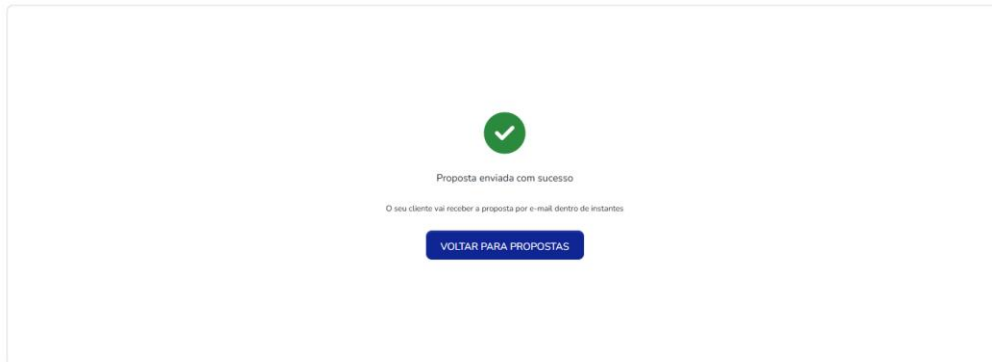 Proposta enviada com sucesso
O seu cliente vai receber a proposta por e-mail dentro de instantes
VOLTAR PARA PROPOSTAS